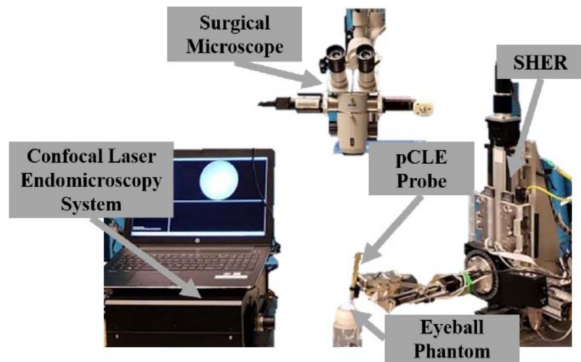 Surgical
Microscope
SHER
Confocal Laser
Endomicroscopy
System
pCLE
Probe
Eyeball
Phantom